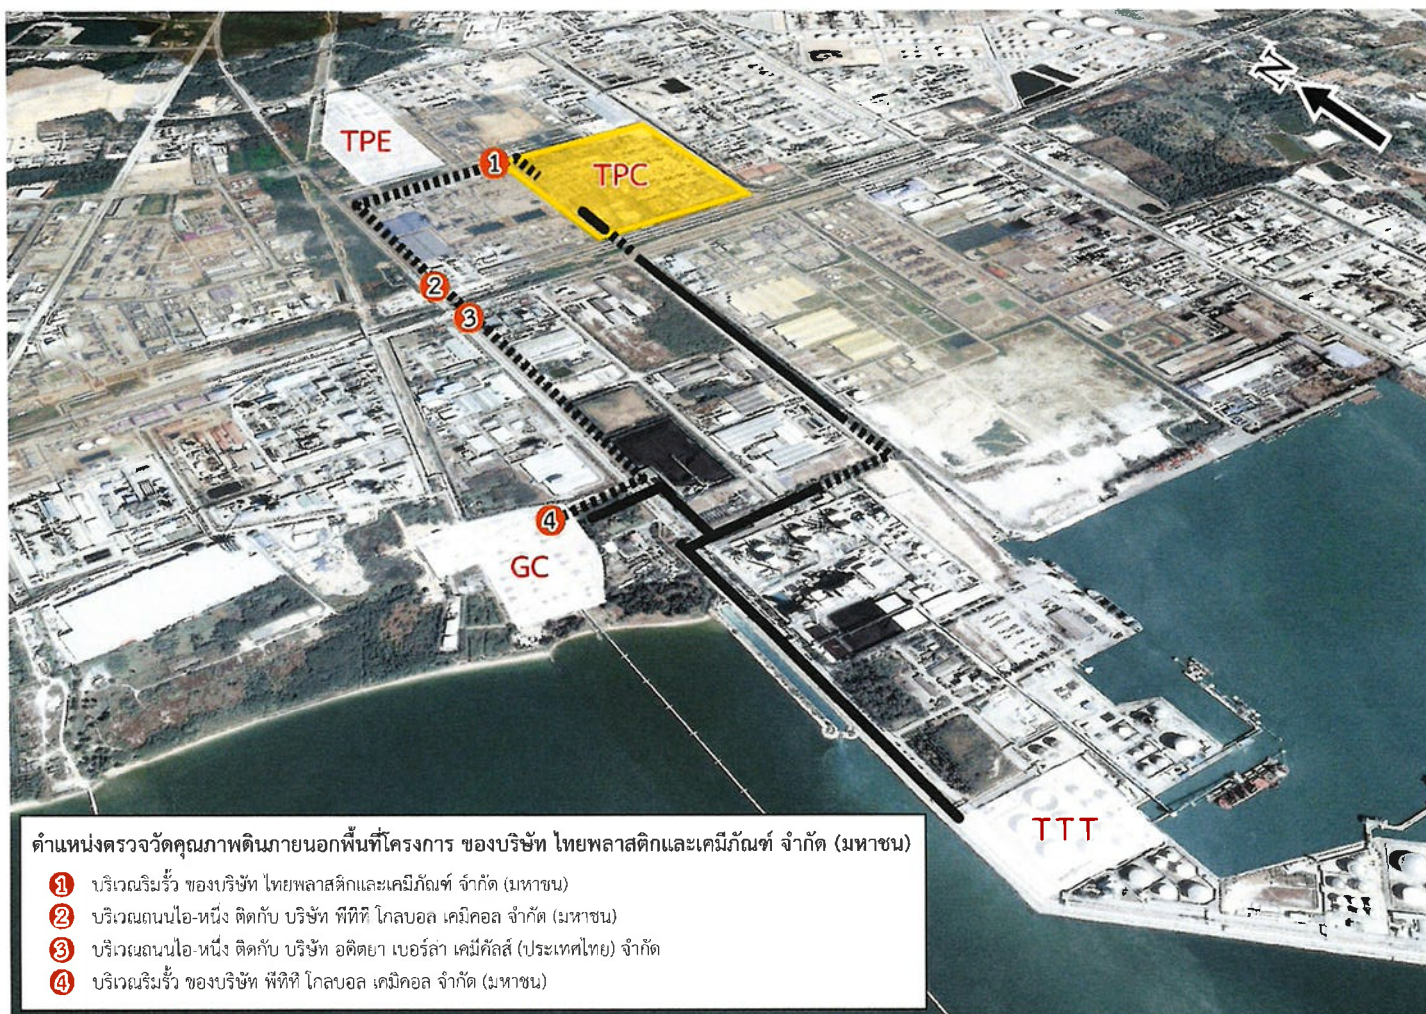 N
TPE
1
TPC
2
3
4
GC
TTT
ตำแหน่งตรวจวัดคุณภาพดินภายนอกพื้นที่โครงการ ของบริษัท ไทยพลาสติกและเคมีภัณฑ์ จำกัด (มหาชน)
1 บริเวณริมรั้ว ของบริษัท ไทยพลาสติกและเคมีภัณฑ์ จำกัด (มหาชน)
2 บริเวณถนนไอ-หนึ่ง ติดกับ บริษัท พีทีที โกลบอล เคมิคอล จำกัด (มหาชน)
3 บริเวณถนนไอ-หนึ่ง ติดกับ บริษัท อดิตยา เบอร์ล่า เคมีคัลส์ (ประเทศไทย) จำกัด
4 บริเวณริมรั้ว ของบริษัท พีทีที โกลบอล เคมิคอล จำกัด (มหาชน)